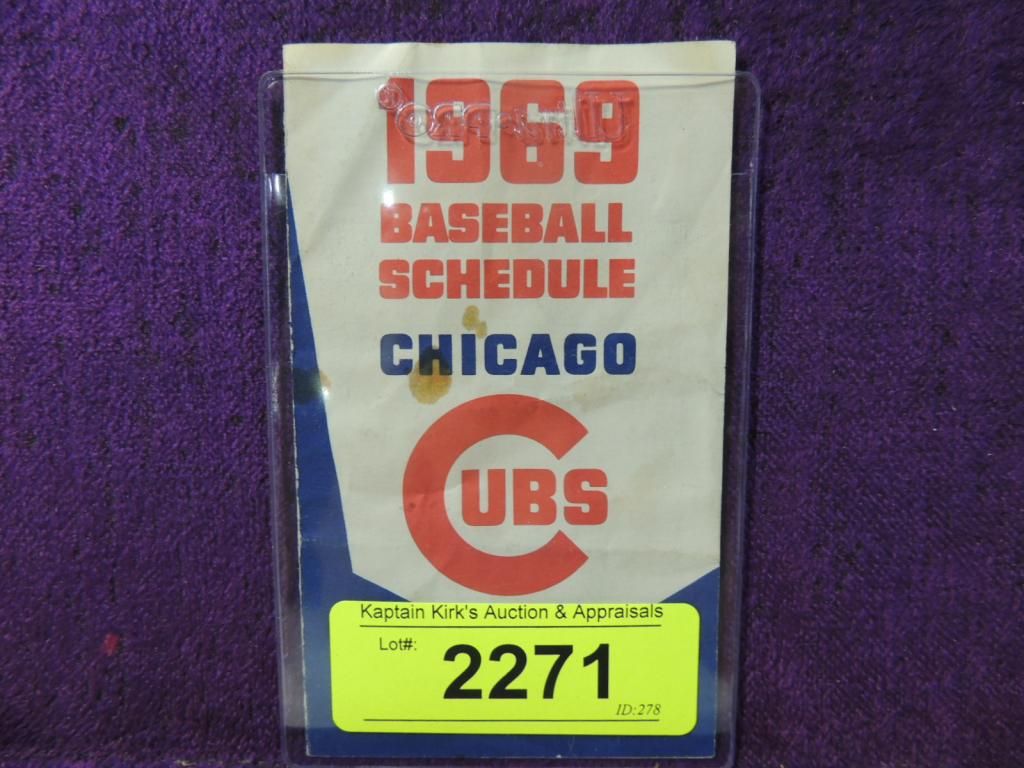 1969
BASEBALL
SCHEDULE
CHICAGO
CUBS
Kaptain Kirk's Auction & Appraisals
Lot#:
2271
ID:278